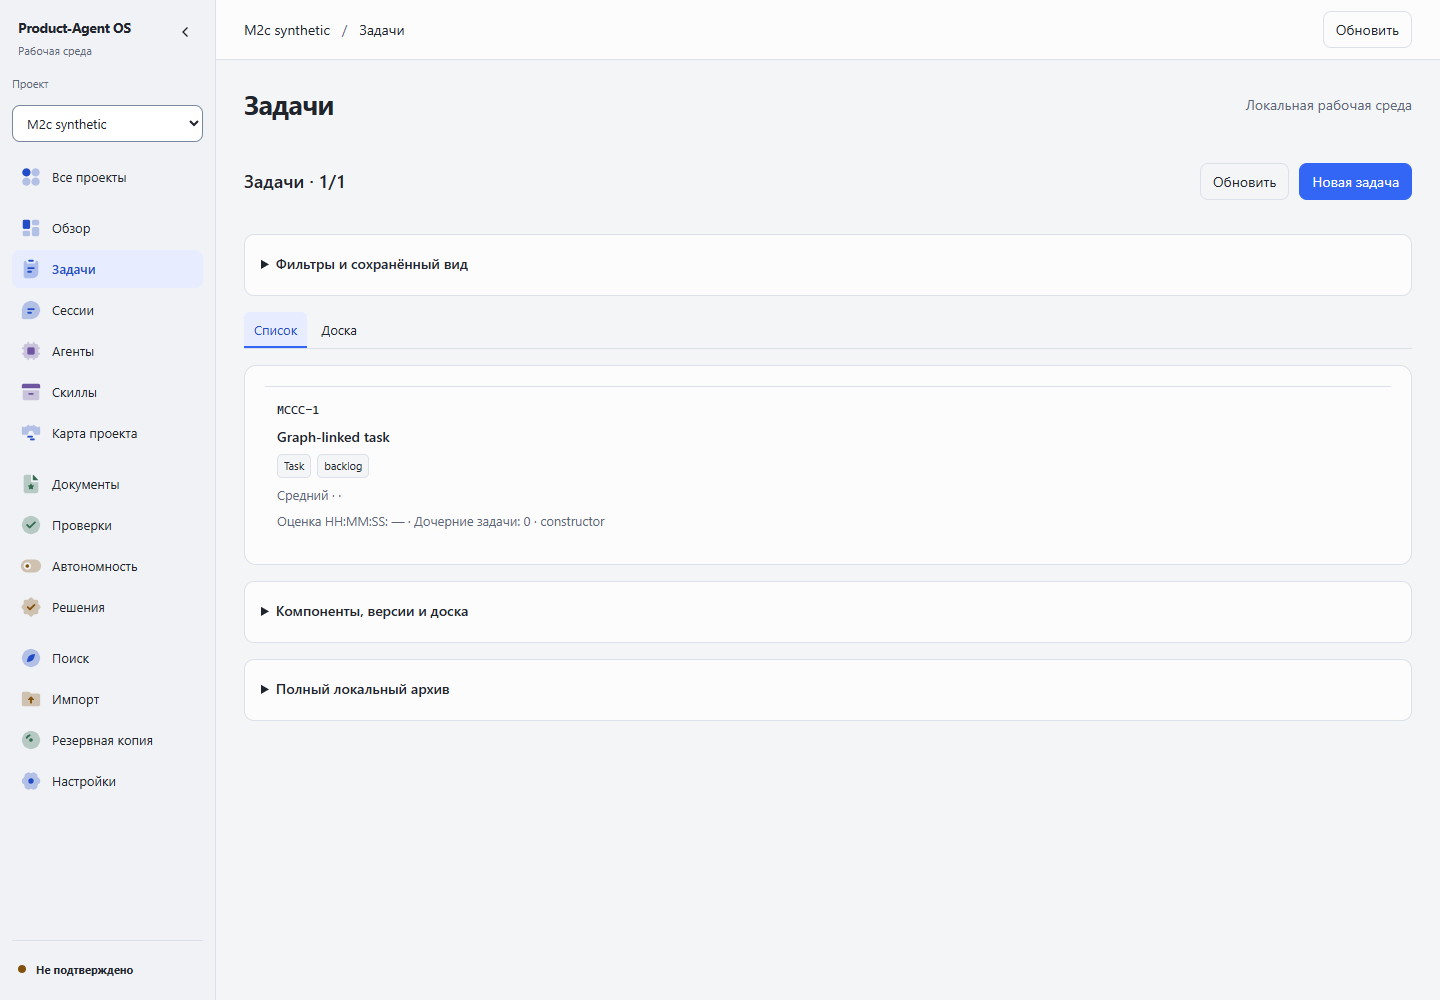 Product-Agent OS
Рабочая среда
Проект
M2c synthetic
Все проекты
Обзор
Задачи
Сессии
Агенты
Скиллы
Карта проекта
Документы
Проверки
Автономность
Решения
Поиск
Импорт
Резервная копия
Настройки
Не подтверждено
M2c synthetic / Задачи
Обновить
Задачи
Локальная рабочая среда
Задачи · 1/1
Обновить
Новая задача
Фильтры и сохранённый вид
Список
Доска
MCCC-1
Graph-linked task
Task
backlog
Средний · ·
Оценка HH:MM:SS: — · Дочерние задачи: 0 · constructor
Компоненты, версии и доска
Полный локальный архив